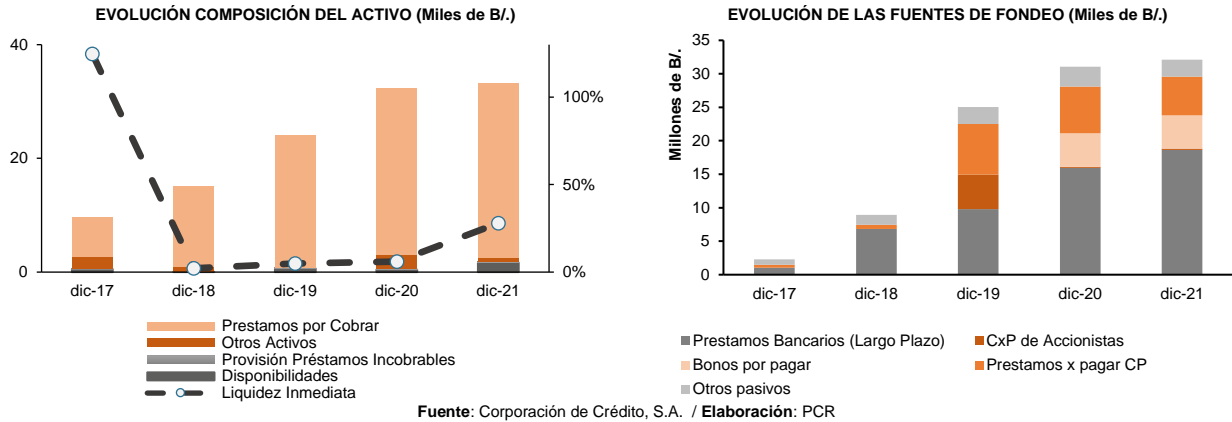 EVOLUCIÓN COMPOSICIÓN DEL ACTIVO (Miles de B/.)
40
20
0
100%
50%
0%
dic-17 dic-18 dic-19 dic-20 dic-21
Prestamos por Cobrar
Otros Activos
Provisión Préstamos Incobrables
Disponibilidades
Liquidez Inmediata
EVOLUCIÓN DE LAS FUENTES DE FONDEO (Miles de B/.)
Millones de B/.
35
30
25
20
15
10
5
0
dic-17 dic-18 dic-19 dic-20 dic-21
Prestamos Bancarios (Largo Plazo) CxP de Accionistas
Bonos por pagar Prestamos x pagar CP
Otros pasivos
Fuente: Corporación de Crédito, S.A. / Elaboración: PCR